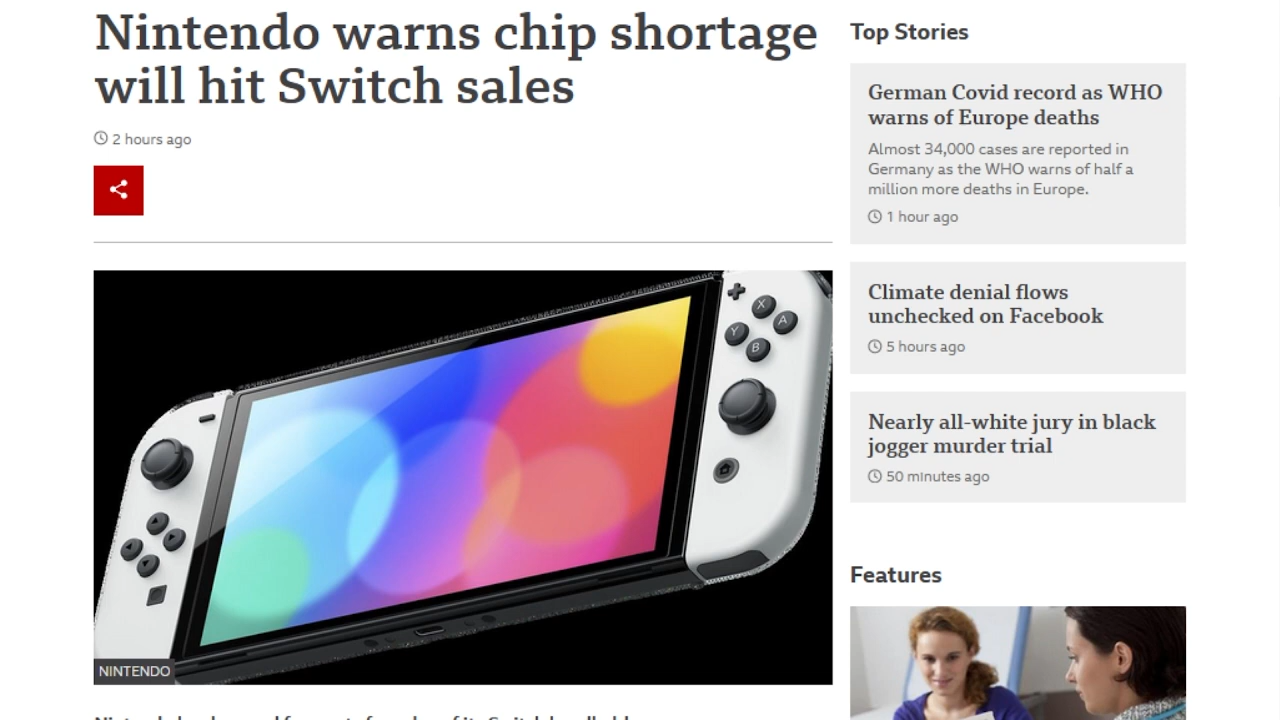 Nintendo warns chip shortage
will hit Switch sales
2 hours ago
NINTENDO
Top Stories
German Covid record as WHO
warns of Europe deaths
Almost 34,000 cases are reported in
Germany as the WHO warns of half a
million more deaths in Europe.
1 hour ago
Climate denial flows
unchecked on Facebook
5 hours ago
Nearly all-white jury in black
jogger murder trial
50 minutes ago
Features
X
A
Y
B